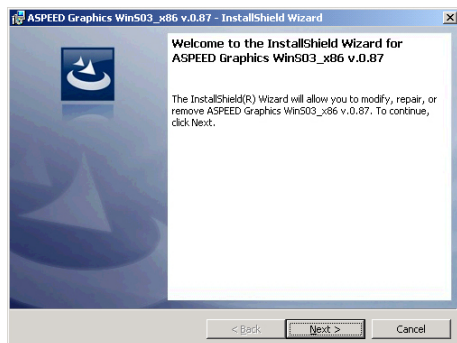 ASPEED Graphics WinS03_x86 v.0.87 - InstallShield Wizard
Welcome to the InstallShield Wizard for
ASPEED Graphics WinS03_x86 v.0.87
The InstallShield(R) Wizard will allow you to modify, repair, or
remove ASPEED Graphics WinS03_x86 v.0.87. To continue,
click Next.
< Back
Next >
Cancel